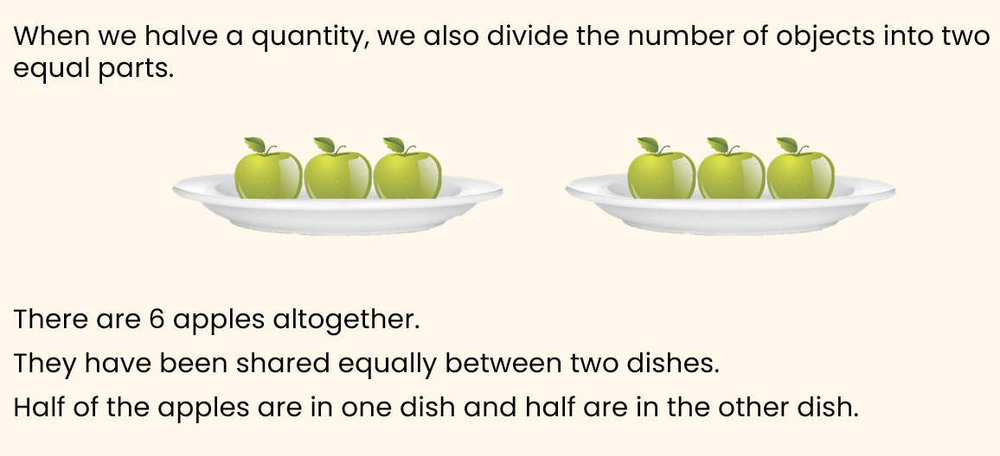 When we halve a quantity, we also divide the number of objects into two
equal parts.
There are 6 apples altogether.
They have been shared equally between two dishes.
Half of the apples are in one dish and half are in the other dish.